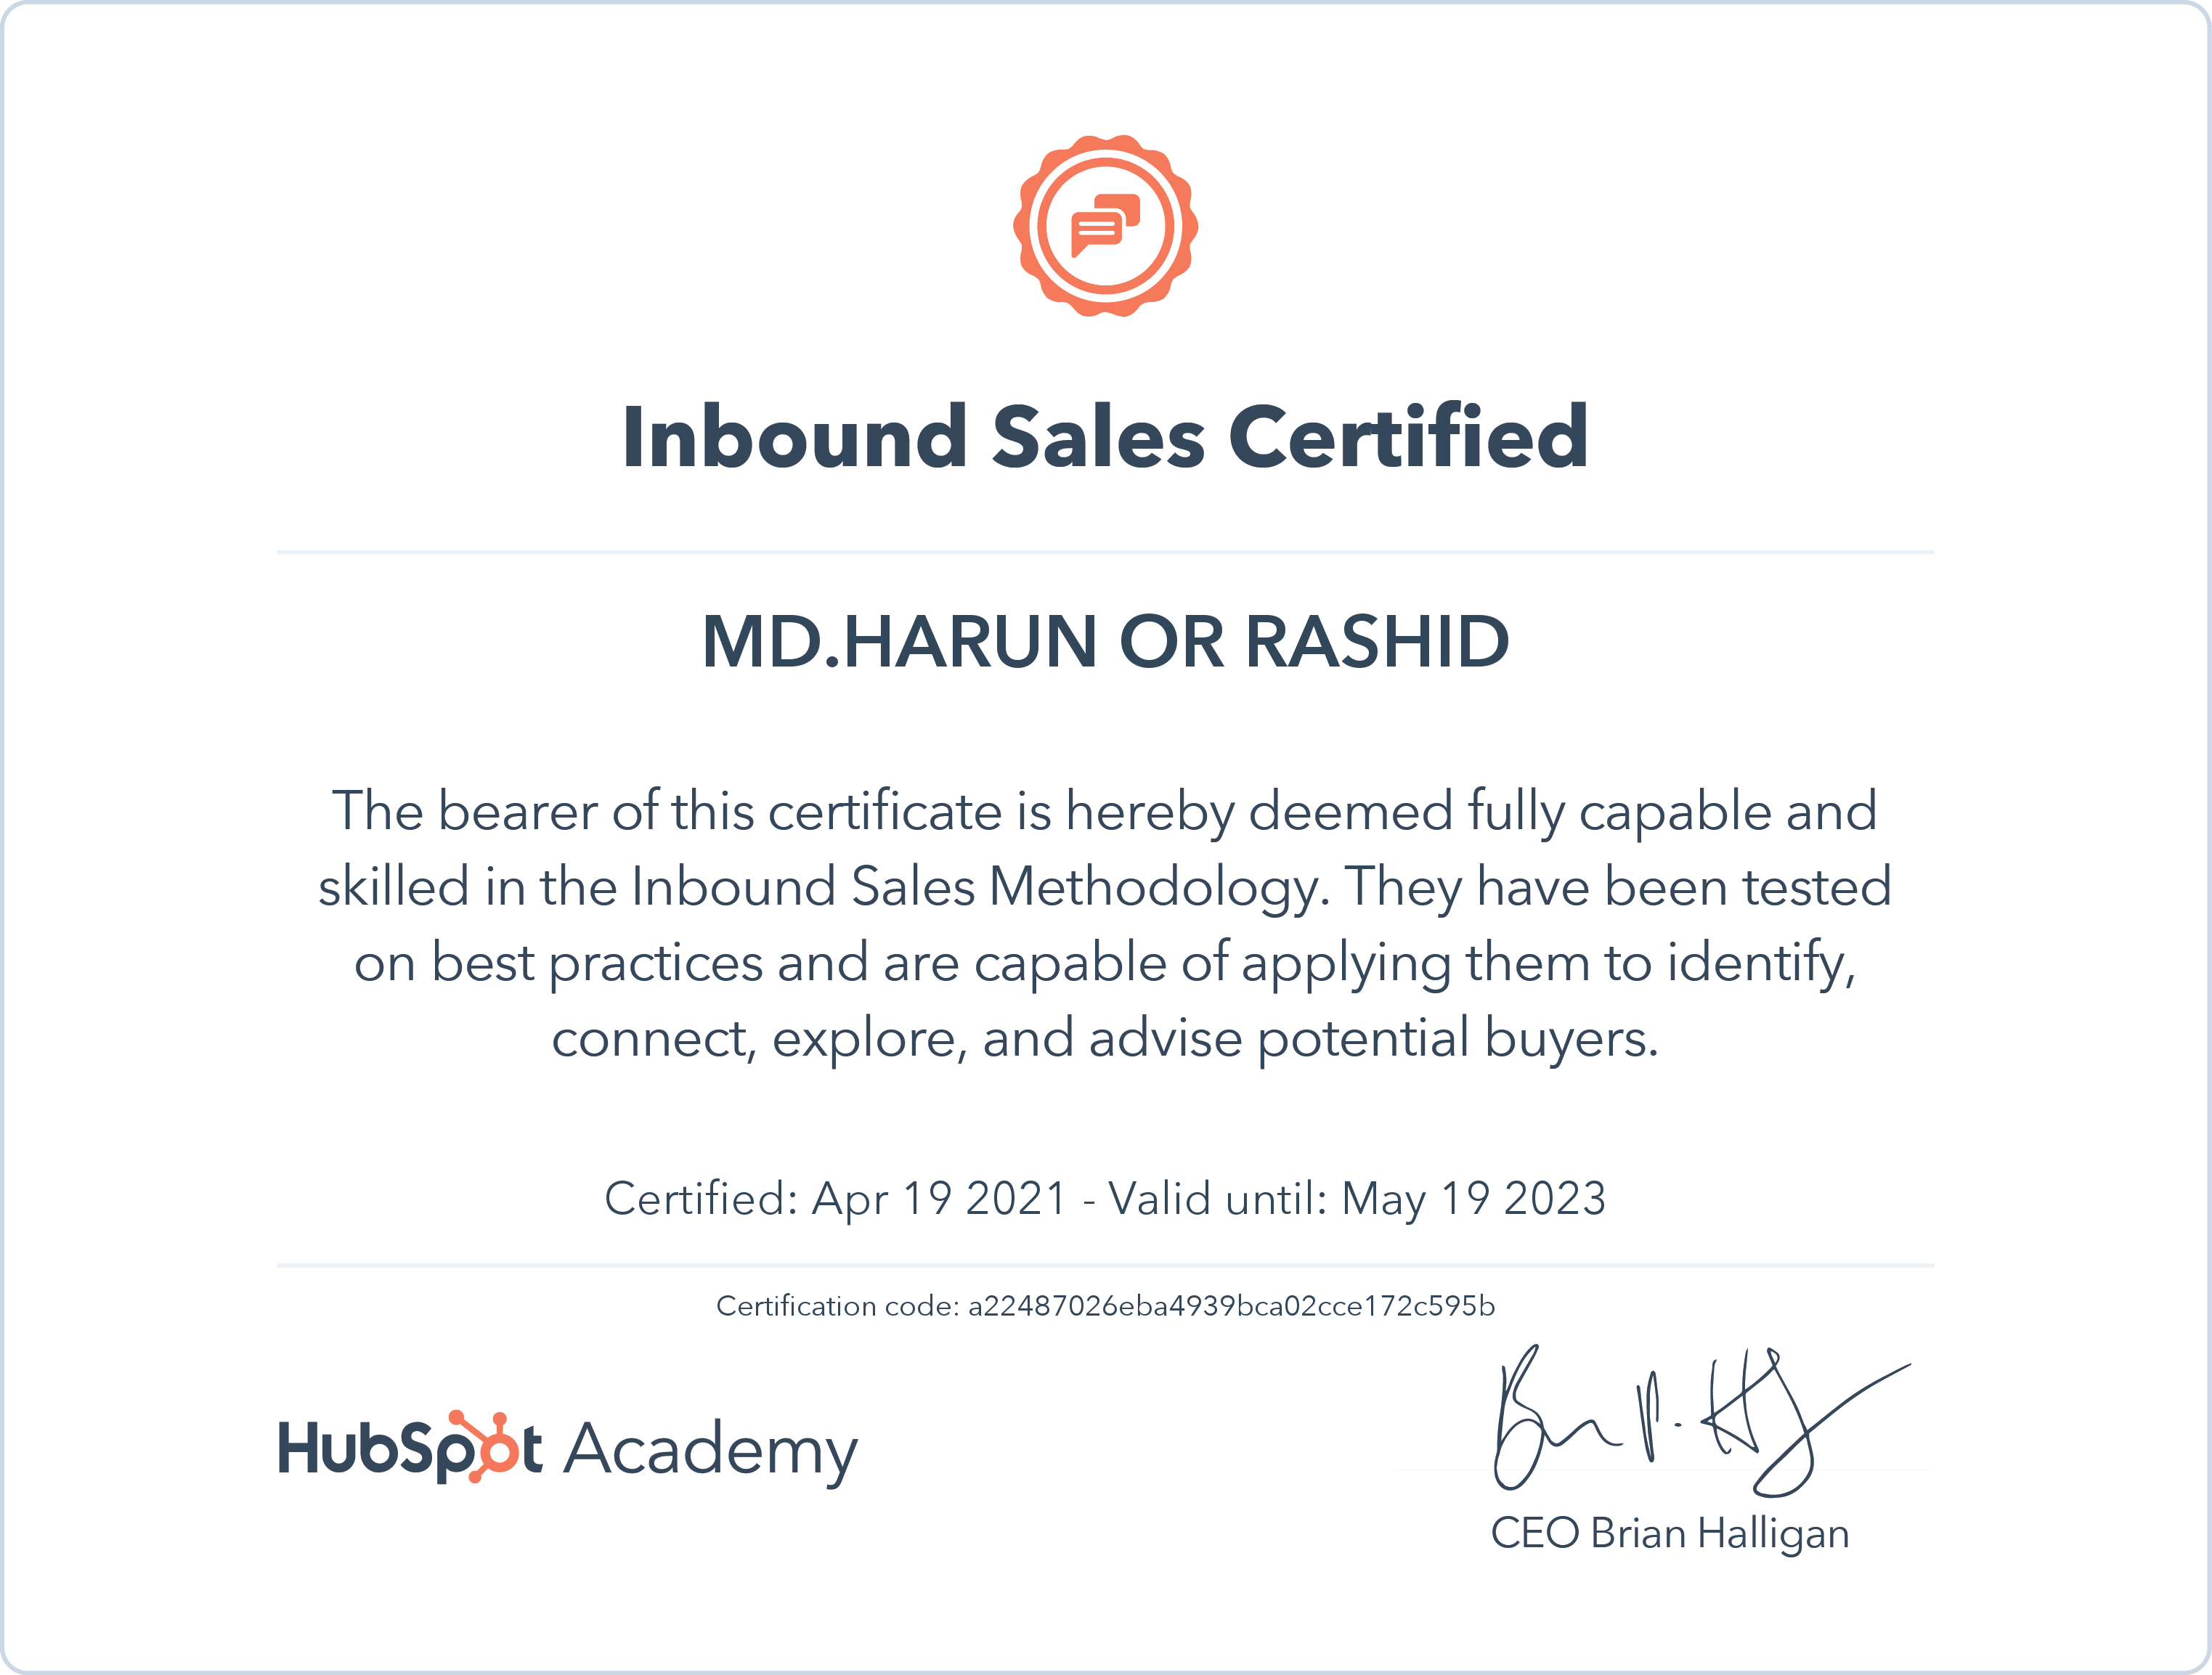 Inbound Sales Certified
MD.HARUN OR RASHID
The bearer of this certificate is hereby deemed fully capable and
skilled in the Inbound Sales Methodology. They have been tested
on best practices and are capable of applying them to identify,
connect, explore, and advise potential buyers.
Certified: Apr 19 2021 - Valid until: May 19 2023
Certification code: a22487026eba4939bca02cce172c595b
HubSpot Academy
CEO Brian Halligan